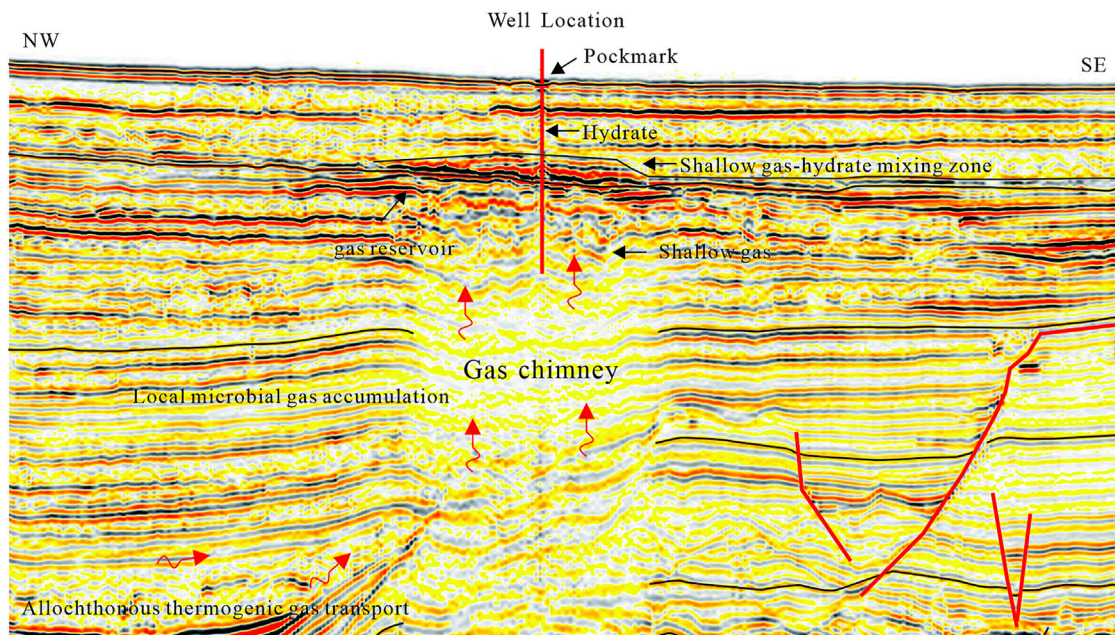 Well Location
NW
Pockmark
SE
Hydrate
Shallow gas-hydrate mixing zone
gas reservoir
Shallow gas
Gas chimney
Local microbial gas accumulation
Allochthonous thermogenic gas transport